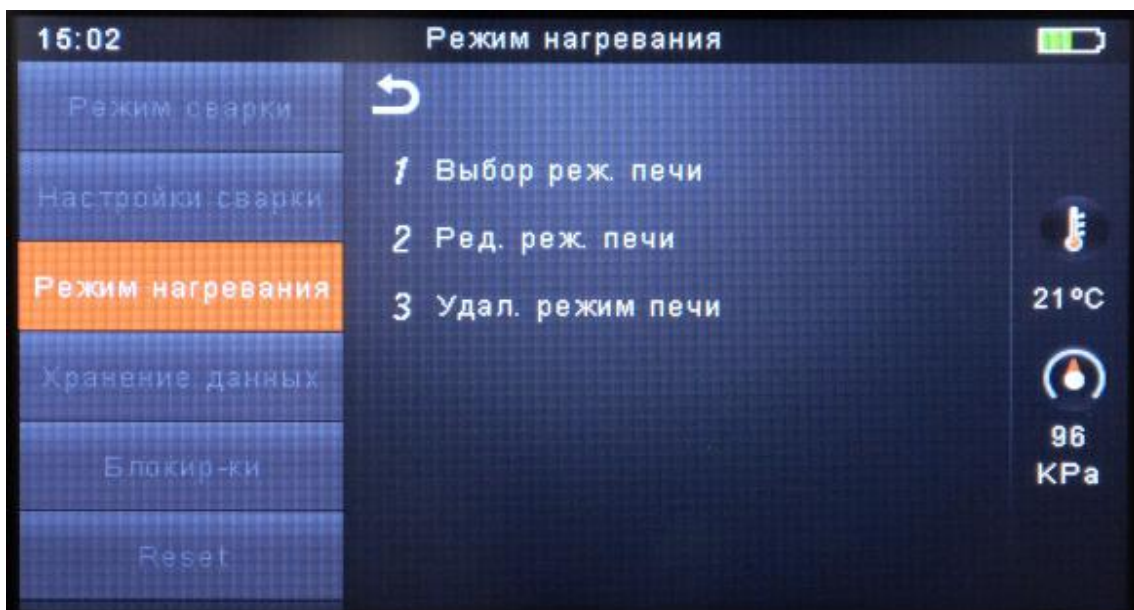 15:02
Режим нагревания
Режим сварки
Настройки сварки
Режим нагревания
Хранение данных
Блокир-ки
Reset
1 Выбор реж. печи
2 Ред. реж. печи
3 Удал. режим печи
21°C
96
KPa